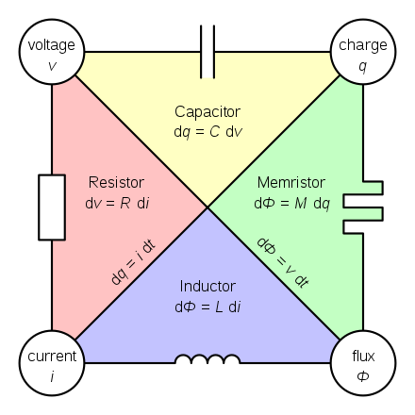 voltage
v
charge
q
Capacitor
dq = C dv
Resistor
dv = R di
Memristor
dΦ = M dq
dq = i dt
dΦ = v dt
Inductor
dΦ = L di
current
i
flux
Φ